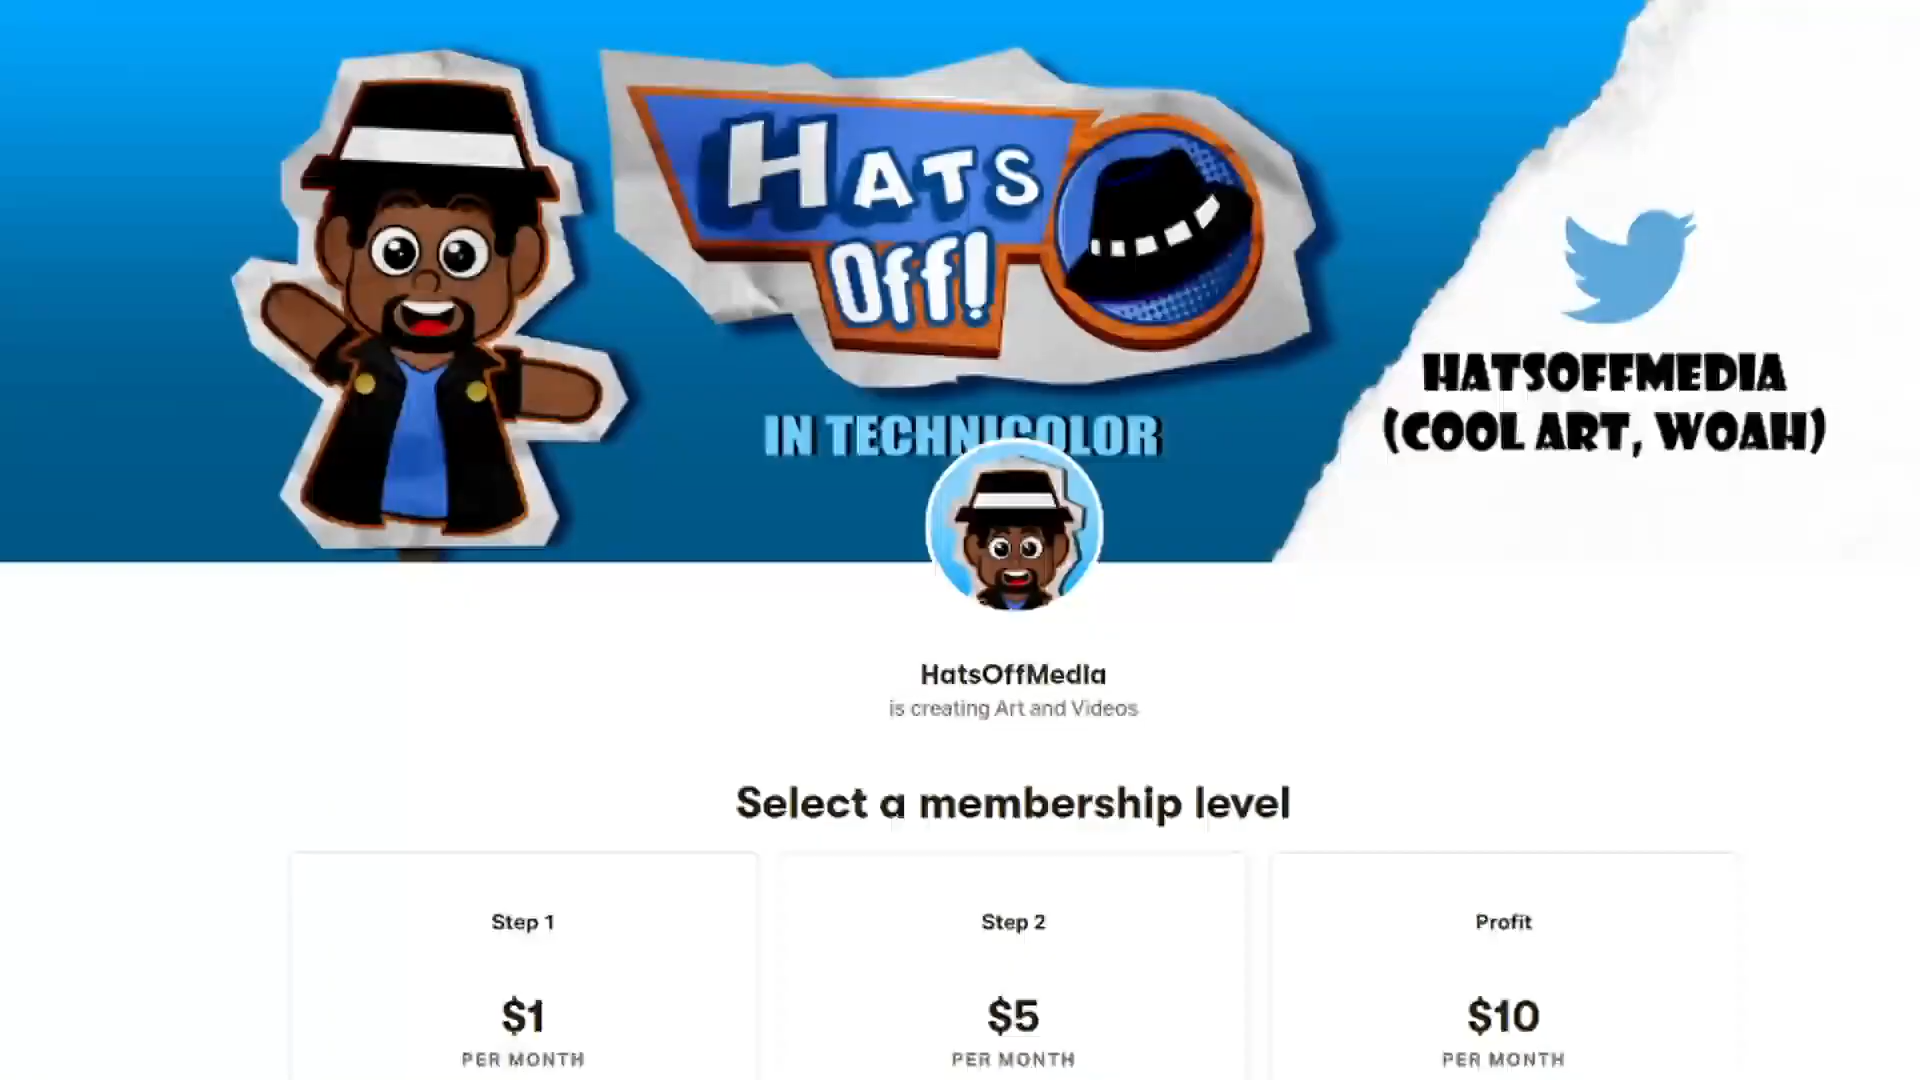 HATS
Off!
IN TECHNICOLOR
HATSOFFMEDIA
(COOL ART, WOAH)
HatsOffMedia
is creating Art and Videos
Select a membership level
Step 1
$1
PER MONTH
Step 2
$5
PER MONTH
Profit
$10
PER MONTH